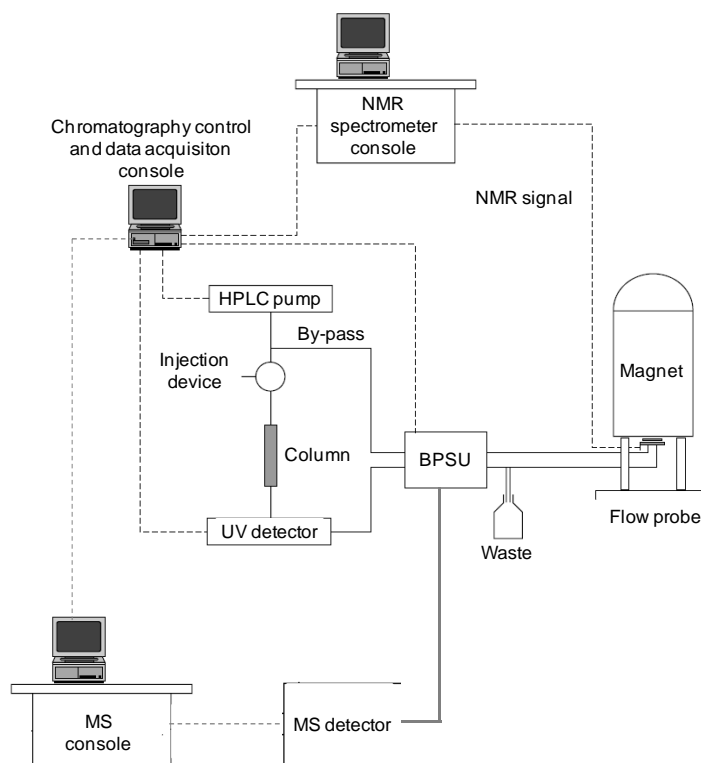 NMR
spectrometer
console
Chromatography control
and data acquisiton
console
NMR signal
HPLC pump
By-pass
Injection
device
Magnet
Column
BPSU
UV detector
Flow probe
Waste
MS
console
MS detector